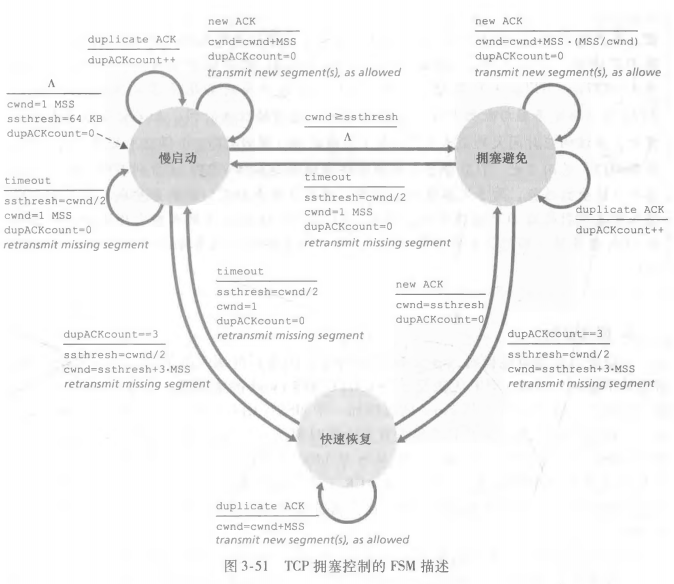 new ACK
cwnd=cwnd+MSS
dupACKcount=0
transmit new segment(s), as allowed
duplicate ACK
dupACKcount++
Λ
cwnd=1 MSS
ssthresh=64 KB
dupACKcount=0
慢启动
timeout
ssthresh=cwnd/2
cwnd=1 MSS
dupACKcount=0
retransmit missing segment
cwnd≥ssthresh
Λ
timeout
ssthresh=cwnd/2
cwnd=1 MSS
dupACKcount=0
retransmit missing segment
new ACK
cwnd=cwnd+MSS·(MSS/cwnd)
dupACKcount=0
transmit new segment(s), as allowe
拥塞避免
duplicate ACK
dupACKcount++
timeout
ssthresh=cwnd/2
cwnd=1
dupACKcount=0
retransmit missing segment
new ACK
cwnd=ssthresh
dupACKcount=0
dupACKcount==3
ssthresh=cwnd/2
cwnd=ssthresh+3·MSS
retransmit missing segment
dupACKcount==3
ssthresh=cwnd/2
cwnd=ssthresh+3·MSS
retransmit missing segment
快速恢复
duplicate ACK
cwnd=cwnd+MSS
transmit new segment(s), as allowed
图 3-51 TCP 拥塞控制的 FSM 描述